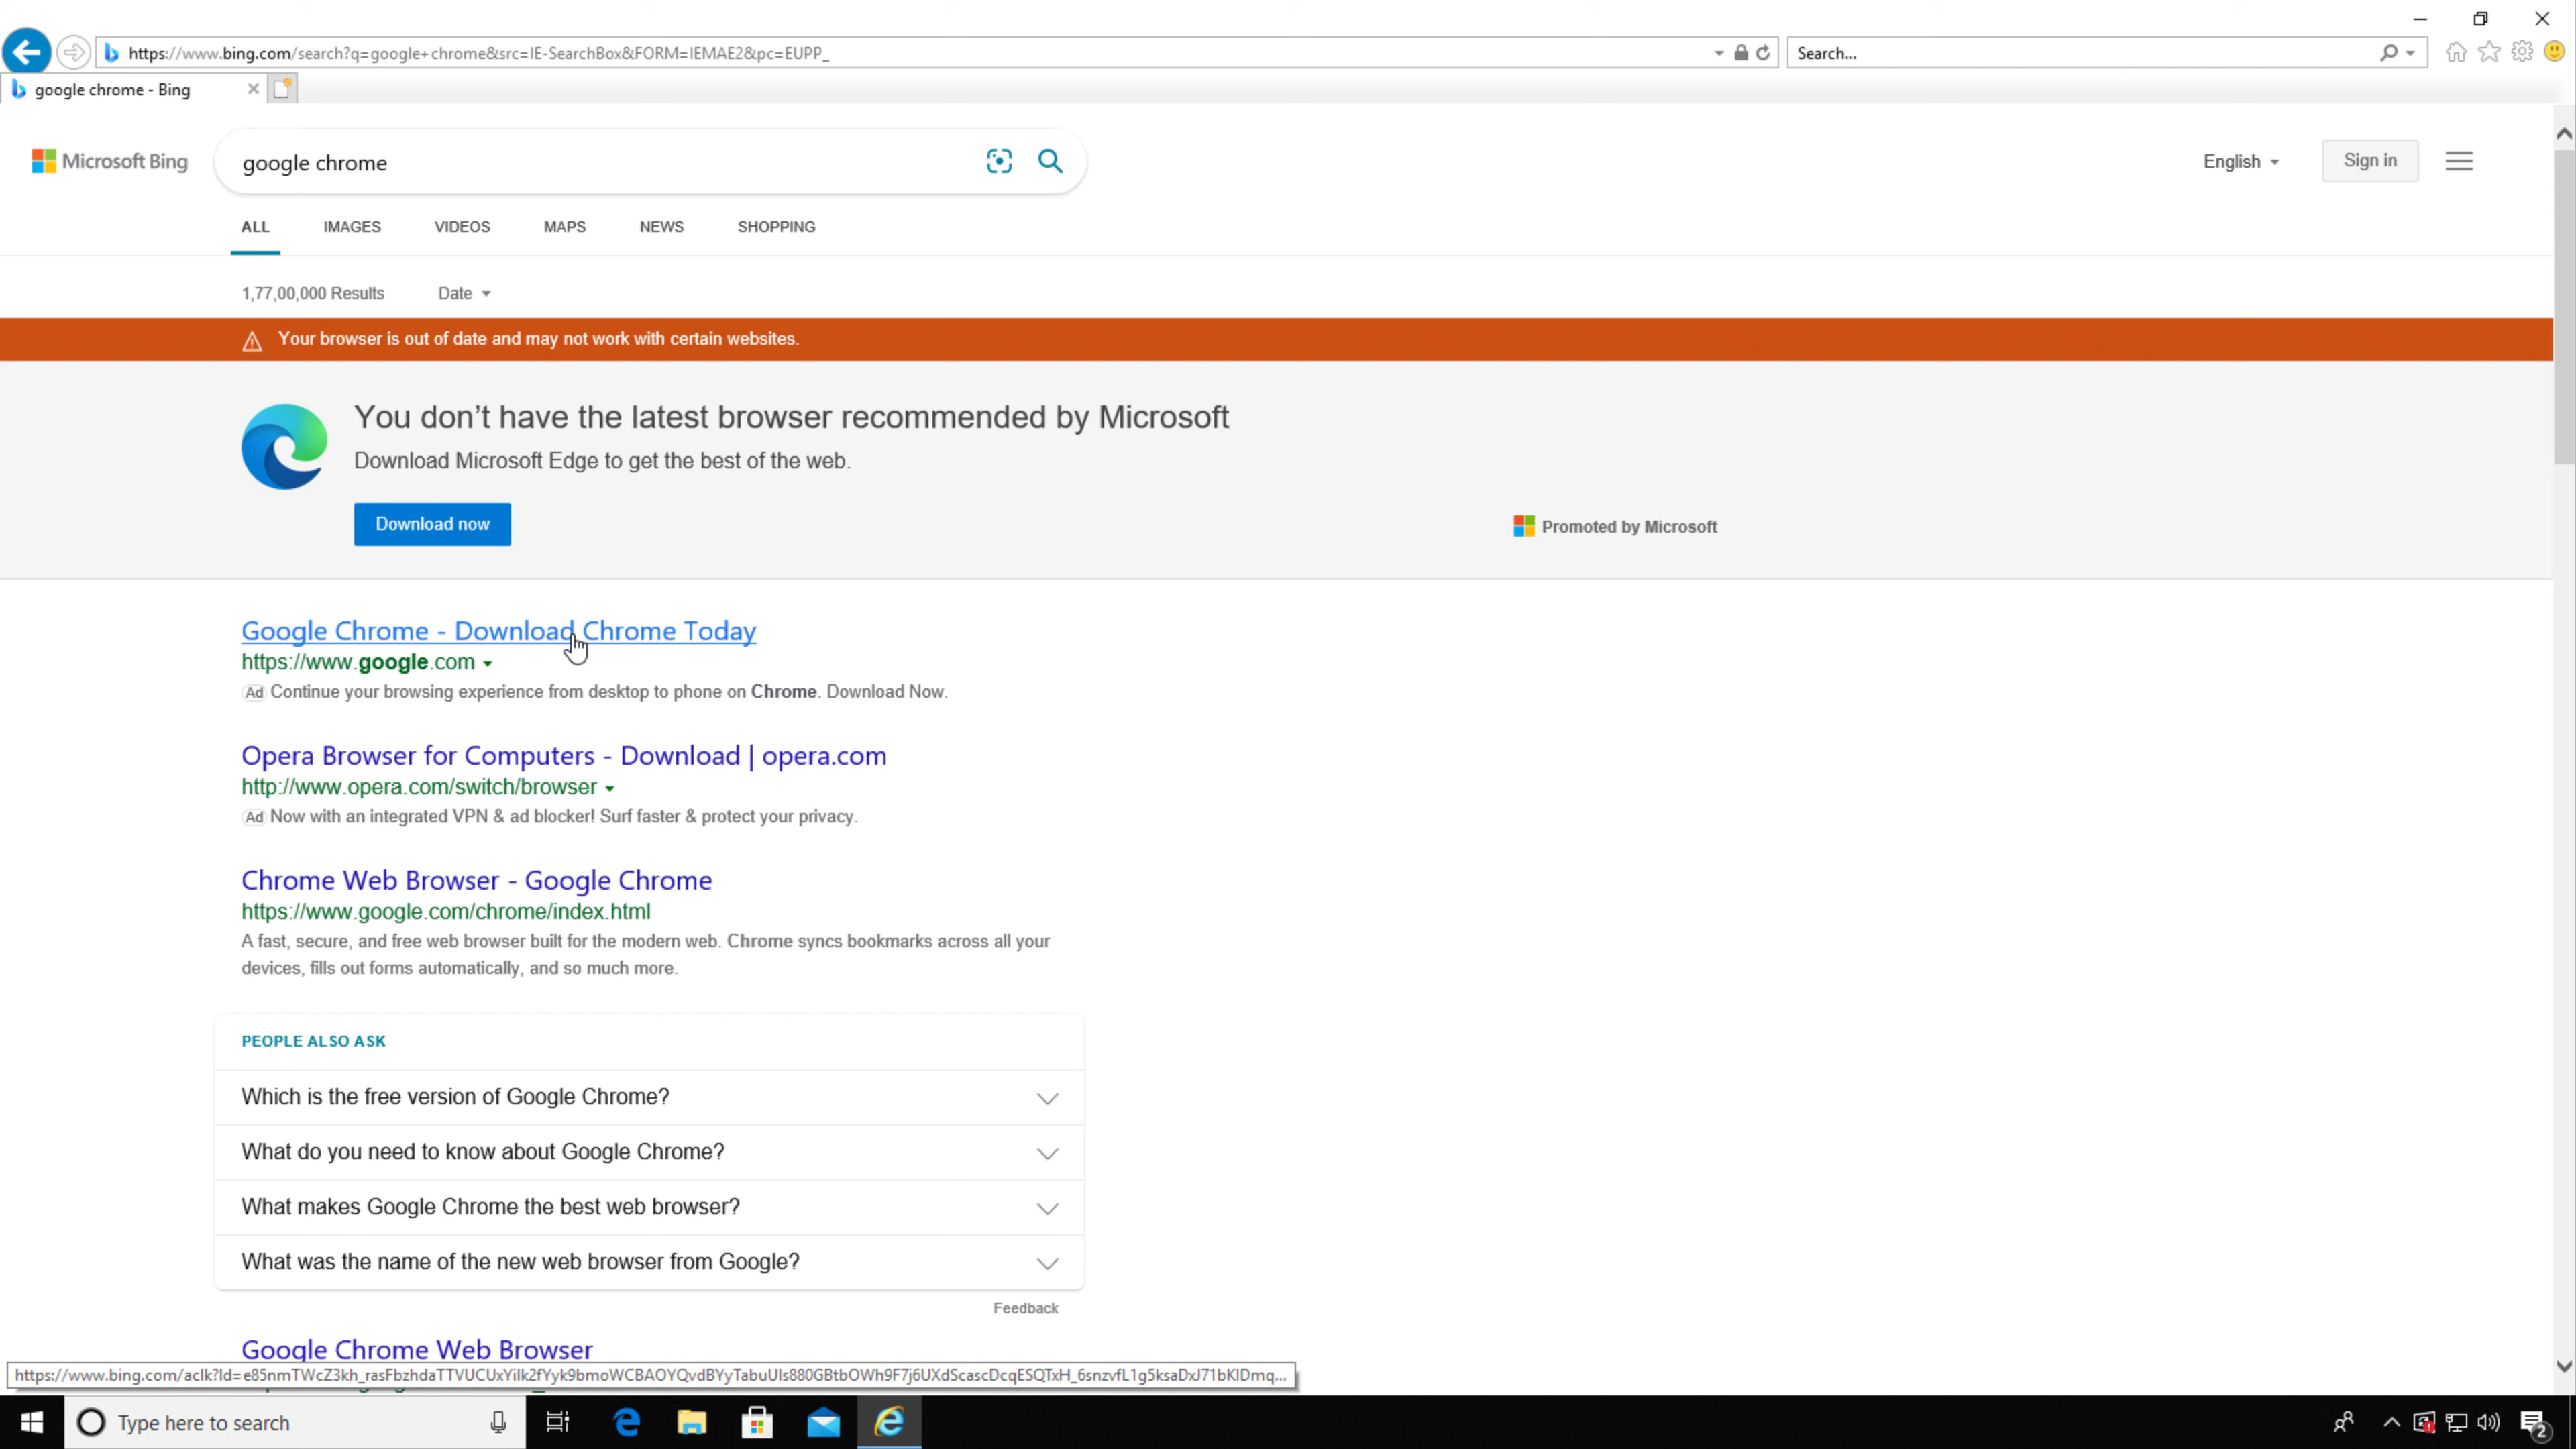 https://www.bing.com/search?q=google+chrome&src=IE-SearchBox&FORM=IEMAE2&pc=EUPP_
Search...
google chrome - Bing
Microsoft Bing
google chrome
English
Sign in
ALL IMAGES VIDEOS MAPS NEWS SHOPPING
1,77,00,000 Results Date
Your browser is out of date and may not work with certain websites.
You don’t have the latest browser recommended by Microsoft
Download Microsoft Edge to get the best of the web.
Download now
Promoted by Microsoft
Google Chrome - Download Chrome Today
https://www.google.com
Ad Continue your browsing experience from desktop to phone on Chrome. Download Now.
Opera Browser for Computers - Download | opera.com
http://www.opera.com/switch/browser
Ad Now with an integrated VPN & ad blocker! Surf faster & protect your privacy.
Chrome Web Browser - Google Chrome
https://www.google.com/chrome/index.html
A fast, secure, and free web browser built for the modern web. Chrome syncs bookmarks across all your
devices, fills out forms automatically, and so much more.
PEOPLE ALSO ASK
Which is the free version of Google Chrome?
What do you need to know about Google Chrome?
What makes Google Chrome the best web browser?
What was the name of the new web browser from Google?
Feedback
Google Chrome Web Browser
Type here to search
2